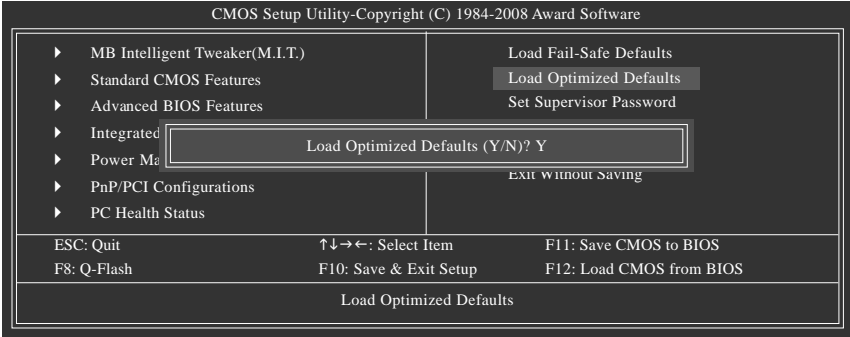 CMOS Setup Utility-Copyright (C) 1984-2008 Award Software
MB Intelligent Tweaker(M.I.T.)
Standard CMOS Features
Advanced BIOS Features
Integrated
Power Ma
PnP/PCI Configurations
PC Health Status
Load Fail-Safe Defaults
Load Optimized Defaults
Set Supervisor Password
Exit Without Saving
Load Optimized Defaults (Y/N)? Y
ESC: Quit ↑↓→←: Select Item F11: Save CMOS to BIOS
F8: Q-Flash F10: Save & Exit Setup F12: Load CMOS from BIOS
Load Optimized Defaults